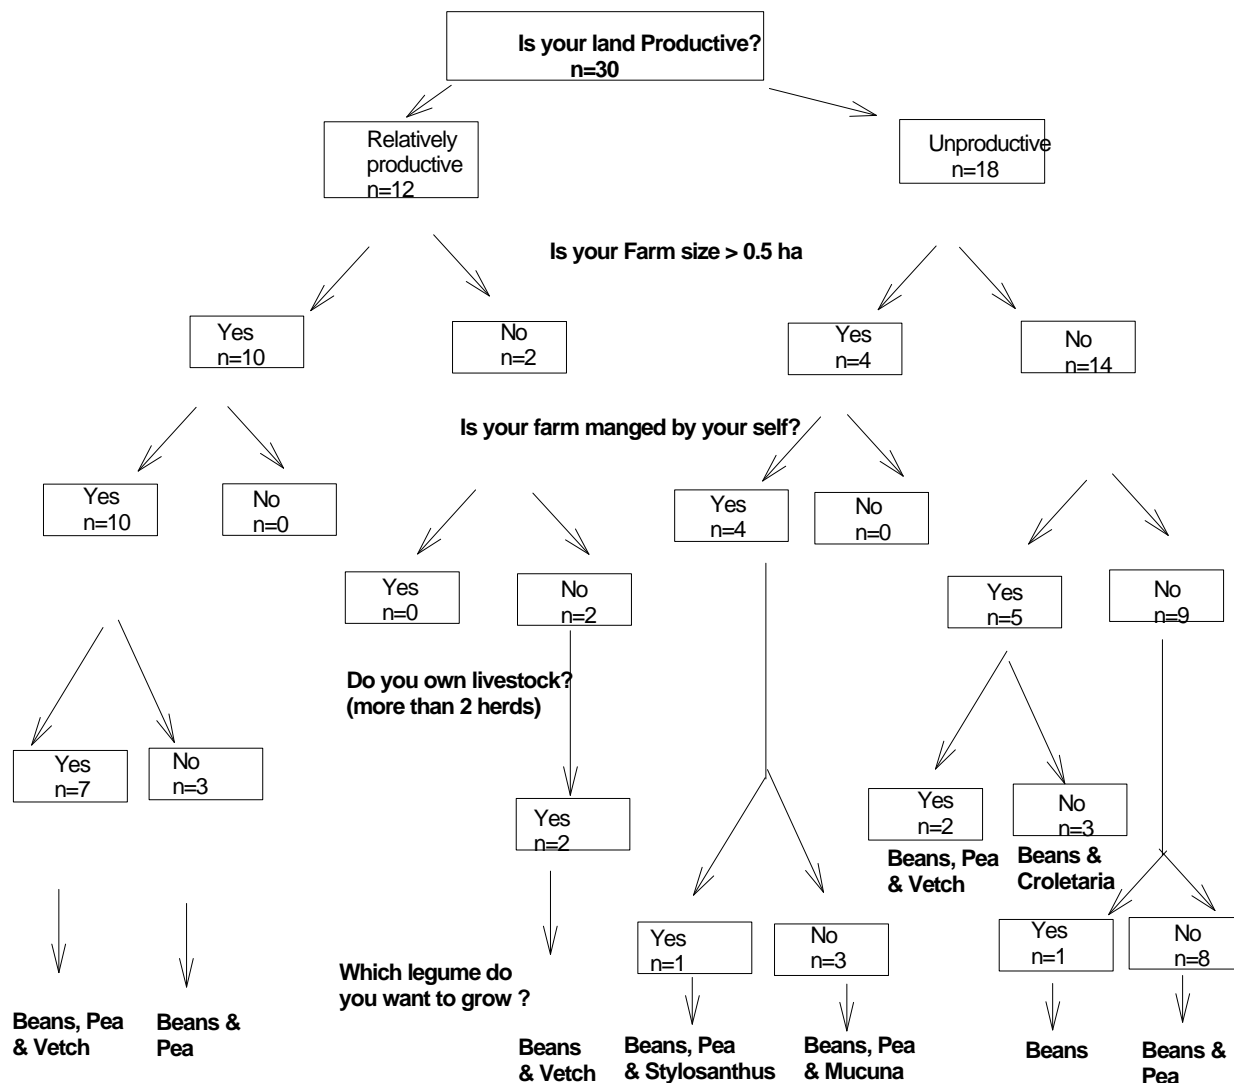 Is your land Productive?
n=30
Relatively
productive
n=12
Unproductive
n=18
Is your Farm size > 0.5 ha
Yes
n=10
No
n=2
Yes
n=4
No
n=14
Is your farm manged by your self?
Yes
n=10
No
n=0
Yes
n=4
No
n=0
Yes
n=0
No
n=2
Yes
n=5
No
n=9
Do you own livestock?
(more than 2 herds)
Yes
n=7
No
n=3
Yes
n=2
Yes
n=2
No
n=3
Beans, Pea
& Vetch
Beans &
Croletaria
Yes
n=1
No
n=3
Yes
n=1
No
n=8
Which legume do
you want to grow ?
Beans, Pea
& Vetch
Beans &
Pea
Beans
& Vetch
Beans, Pea
& Stylosanthus
Beans, Pea
& Mucuna
Beans
Beans &
Pea